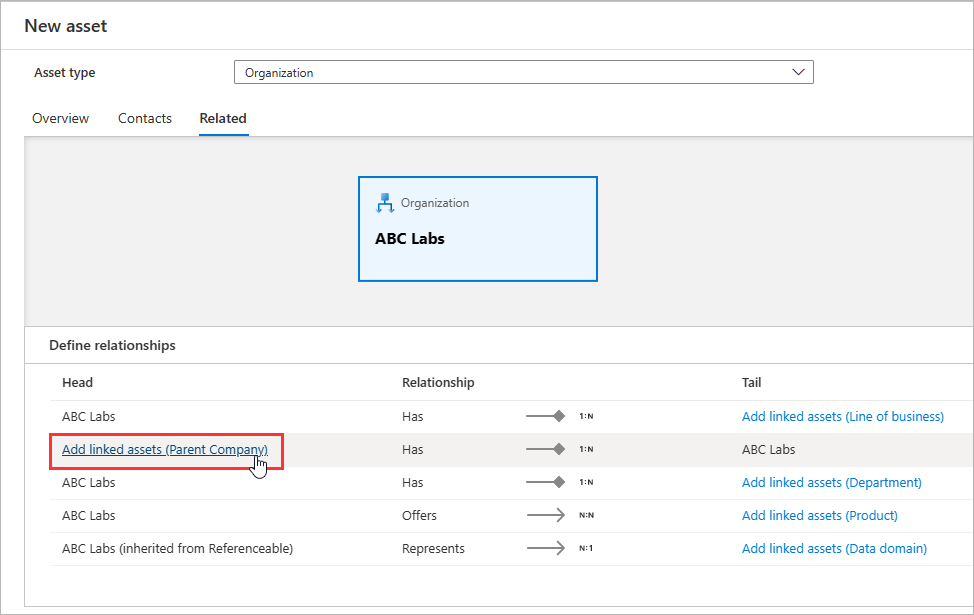 New asset
Asset type
Organization
Overview Contacts Related
Organization
ABC Labs
Define relationships
Head Relationship Tail
ABC Labs Has 1:N Add linked assets (Line of business)
Add linked assets (Parent Company) Has 1:N ABC Labs
ABC Labs Has 1:N Add linked assets (Department)
ABC Labs Offers N:N Add linked assets (Product)
ABC Labs (inherited from Referenceable) Represents N:1 Add linked assets (Data domain)